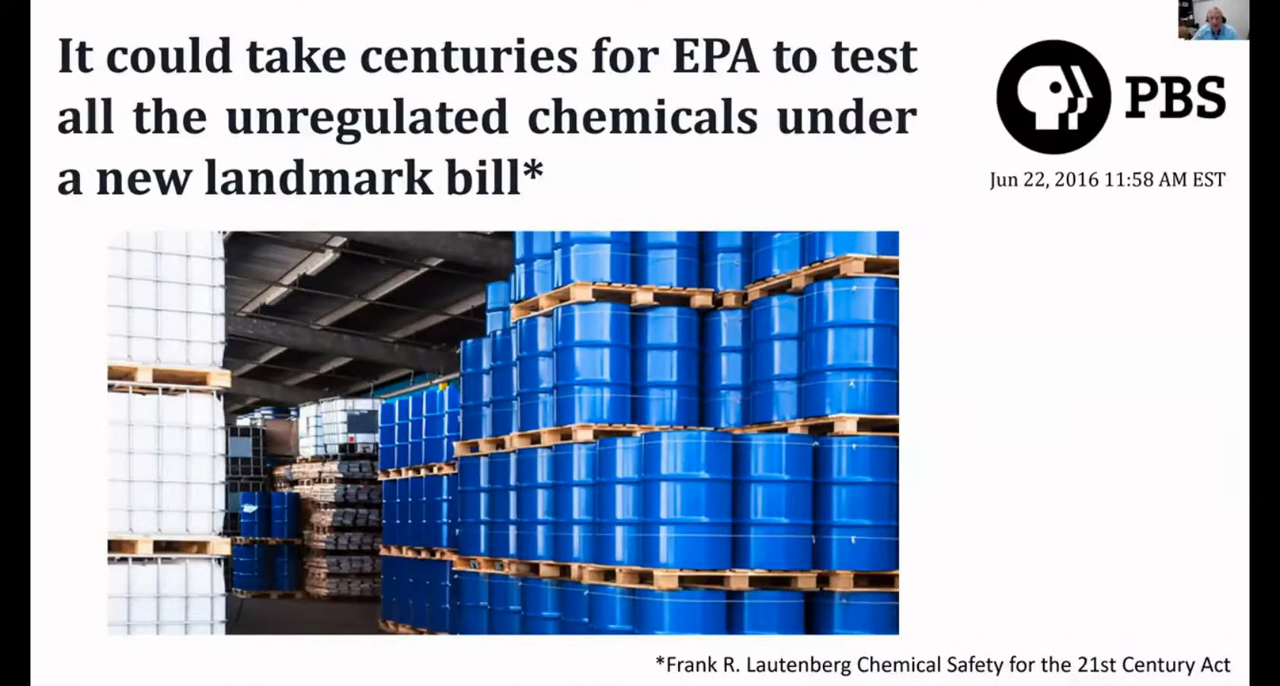 It could take centuries for EPA to test
all the unregulated chemicals under
a new landmark bill*
PBS
Jun 22, 2016 11:58 AM EST
*Frank R. Lautenberg Chemical Safety for the 21st Century Act